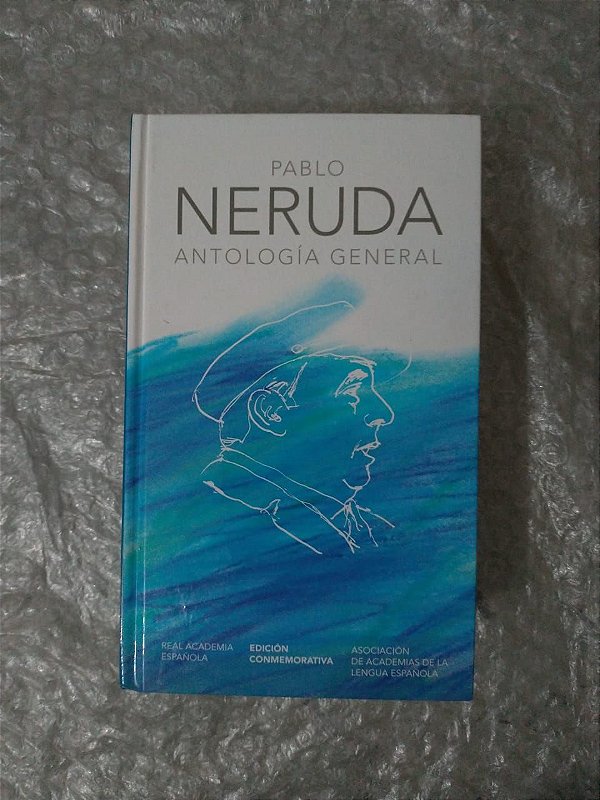 PABLO
NERUDA
ANTOLOGÍA GENERAL
REAL ACADEMIA
ESPAÑOLA
EDICIÓN
CONMEMORATIVA
ASOCIACIÓN
DE ACADEMIAS DE LA
LENGUA ESPAÑOLA